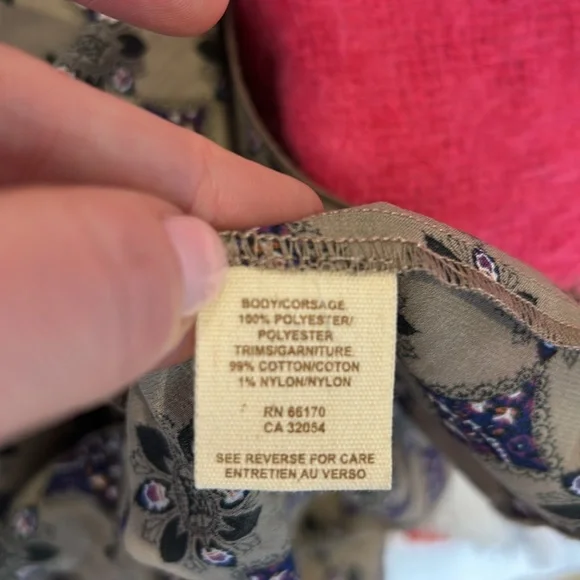 BODY/CORSAGE
100% POLYESTER/
POLYESTER
TRIMS/GARNITURE
99% COTTON/COTON
1% NYLON/NYLON
RN 66170
CA 32054
SEE REVERSE FOR CARE
ENTRETIEN AU VERSO